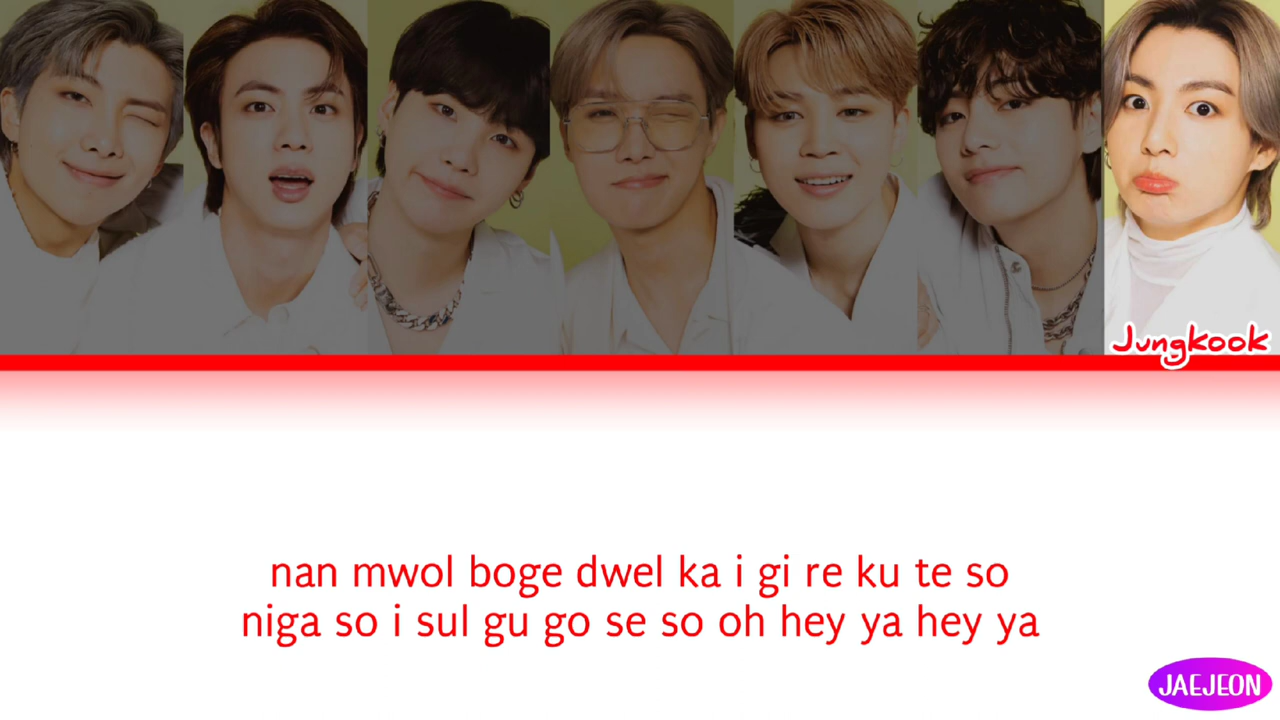 Jungkook
nan mwol boge dwel ka i gi re ku te so
niga so i sul gu go se so oh hey ya hey ya
JAEJEON